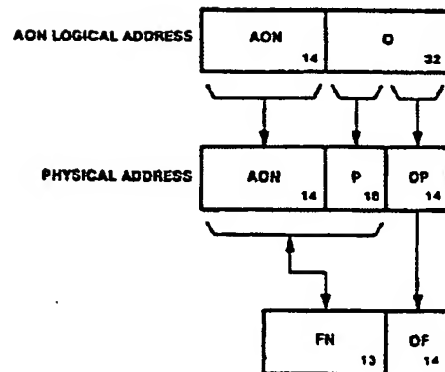 AON LOGICAL ADDRESS
AON
14
O
32
PHYSICAL ADDRESS
AON
14
P
18
OP
14
FN
13
OF
14